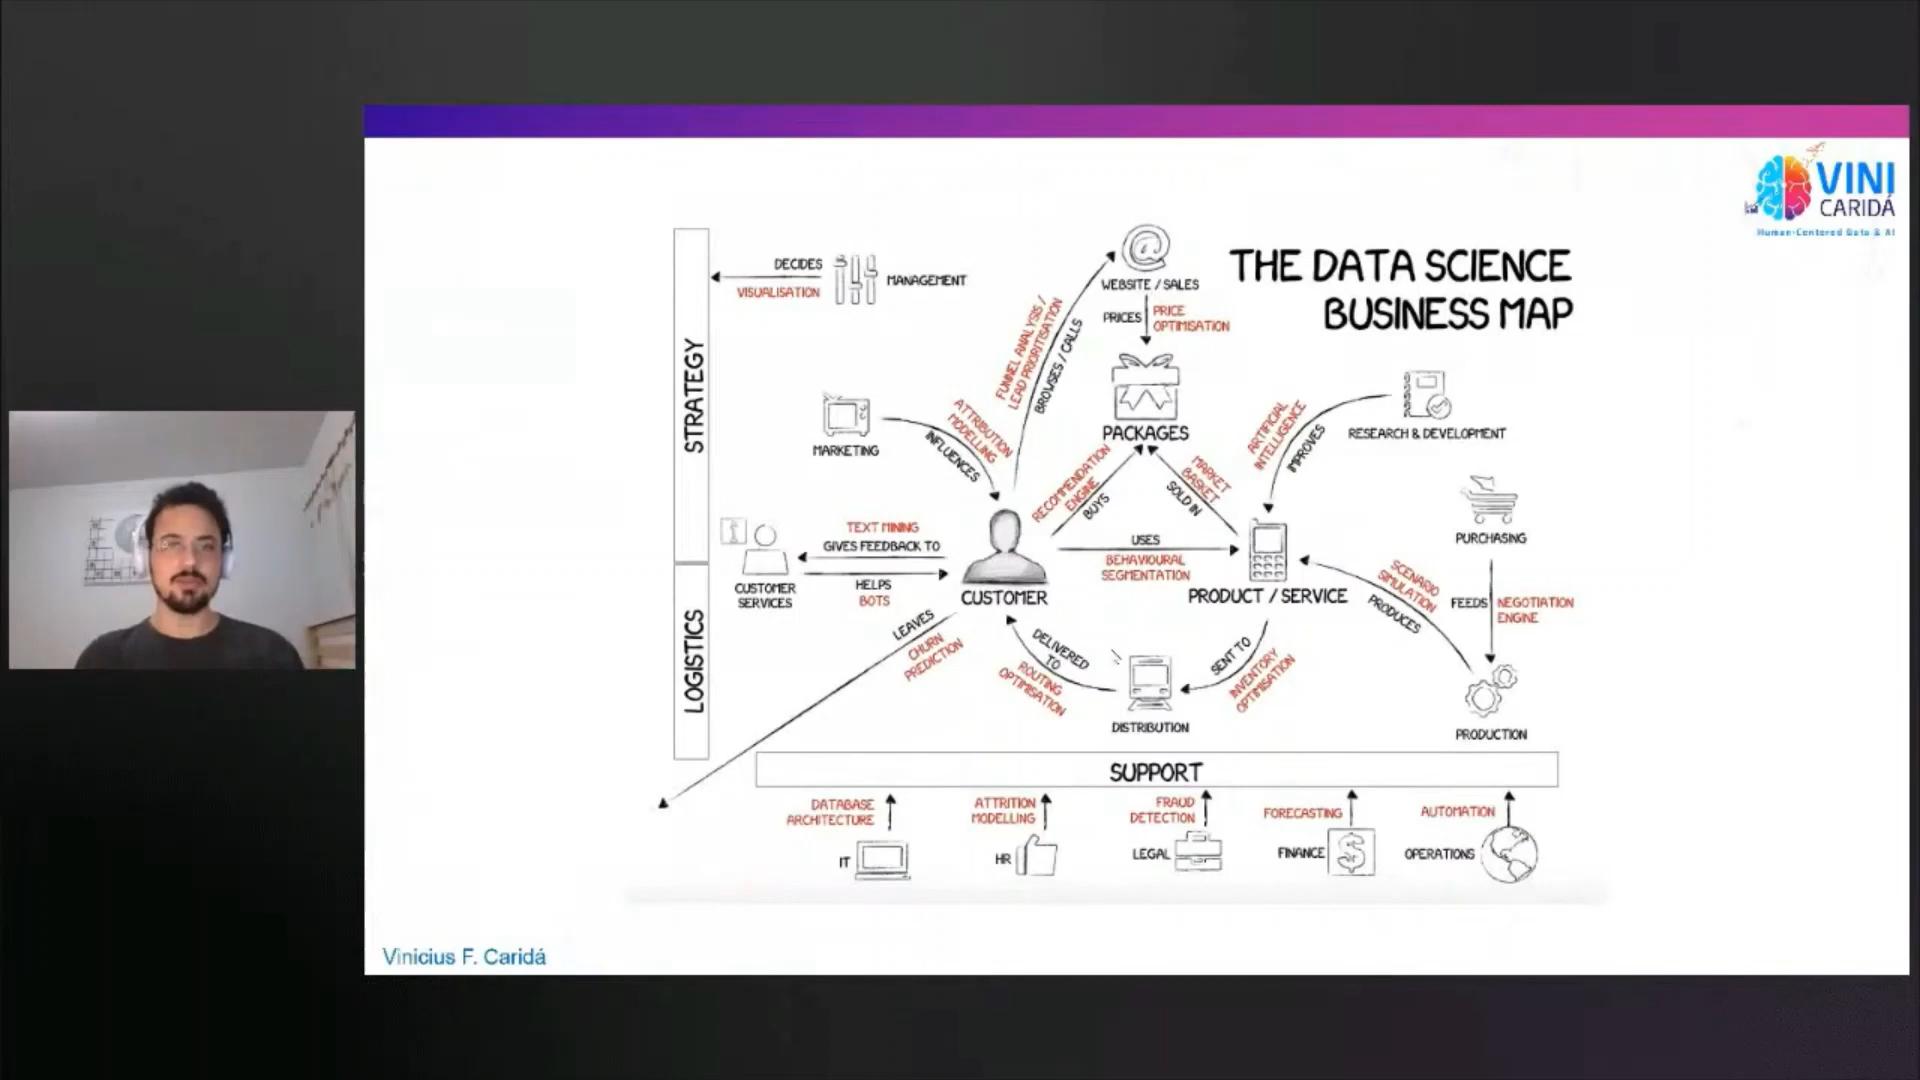 VINI
CARIDÁ
Human-Centered Data & AI
THE DATA SCIENCE
BUSINESS MAP
STRATEGY
LOGISTICS
DECIDES
VISUALISATION
MANAGEMENT
WEBSITE / SALES
PRICES
PRICE
OPTIMISATION
FUNNEL ANALYSIS /
LEAD PRIORITISATION
BROWSES / CALLS
PACKAGES
MARKETING
ATTRIBUTION
MODELLING
INFLUENCES
RECOMMENDATION
ENGINE
BUYS
MARKET
BASKET
SOLD IN
ARTIFICIAL
INTELLIGENCE
IMPROVES
RESEARCH & DEVELOPMENT
PURCHASING
TEXT MINING
GIVES FEEDBACK TO
HELPS
BOTS
CUSTOMER
SERVICES
CUSTOMER
USES
BEHAVIOURAL
SEGMENTATION
PRODUCT / SERVICE
SCENARIO
SIMULATION
PRODUCES
FEEDS
NEGOTIATION
ENGINE
LEAVES
CHURN
PREDICTION
DELIVERED
TO
ROUTING
OPTIMISATION
SENT TO
INVENTORY
OPTIMISATION
DISTRIBUTION
PRODUCTION
SUPPORT
DATABASE
ARCHITECTURE
IT
ATTRITION
MODELLING
HR
FRAUD
DETECTION
LEGAL
FORECASTING
FINANCE
AUTOMATION
OPERATIONS
Vinicius F. Caridá